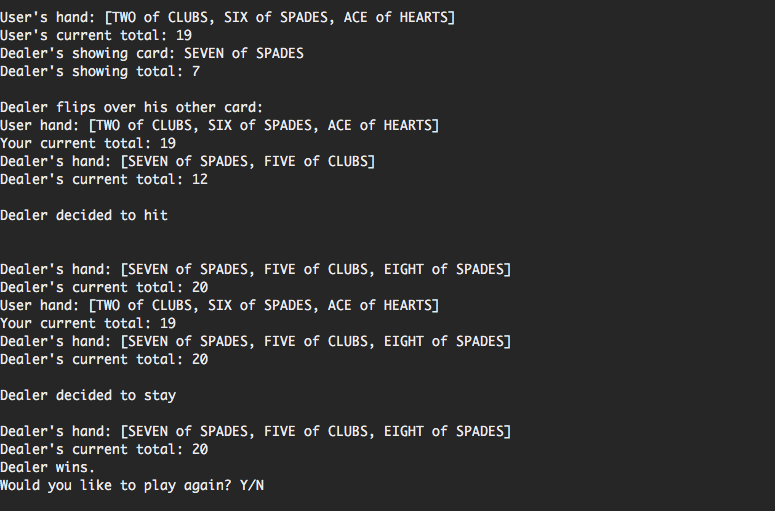 User's hand: [TWO of CLUBS, SIX of SPADES, ACE of HEARTS]
User's current total: 19
Dealer's showing card: SEVEN of SPADES
Dealer's showing total: 7
Dealer flips over his other card:
User hand: [TWO of CLUBS, SIX of SPADES, ACE of HEARTS]
Your current total: 19
Dealer's hand: [SEVEN of SPADES, FIVE of CLUBS]
Dealer's current total: 12
Dealer decided to hit
Dealer's hand: [SEVEN of SPADES, FIVE of CLUBS, EIGHT of SPADES]
Dealer's current total: 20
User hand: [TWO of CLUBS, SIX of SPADES, ACE of HEARTS]
Your current total: 19
Dealer's hand: [SEVEN of SPADES, FIVE of CLUBS, EIGHT of SPADES]
Dealer's current total: 20
Dealer decided to stay
Dealer's hand: [SEVEN of SPADES, FIVE of CLUBS, EIGHT of SPADES]
Dealer's current total: 20
Dealer wins.
Would you like to play again? Y/N